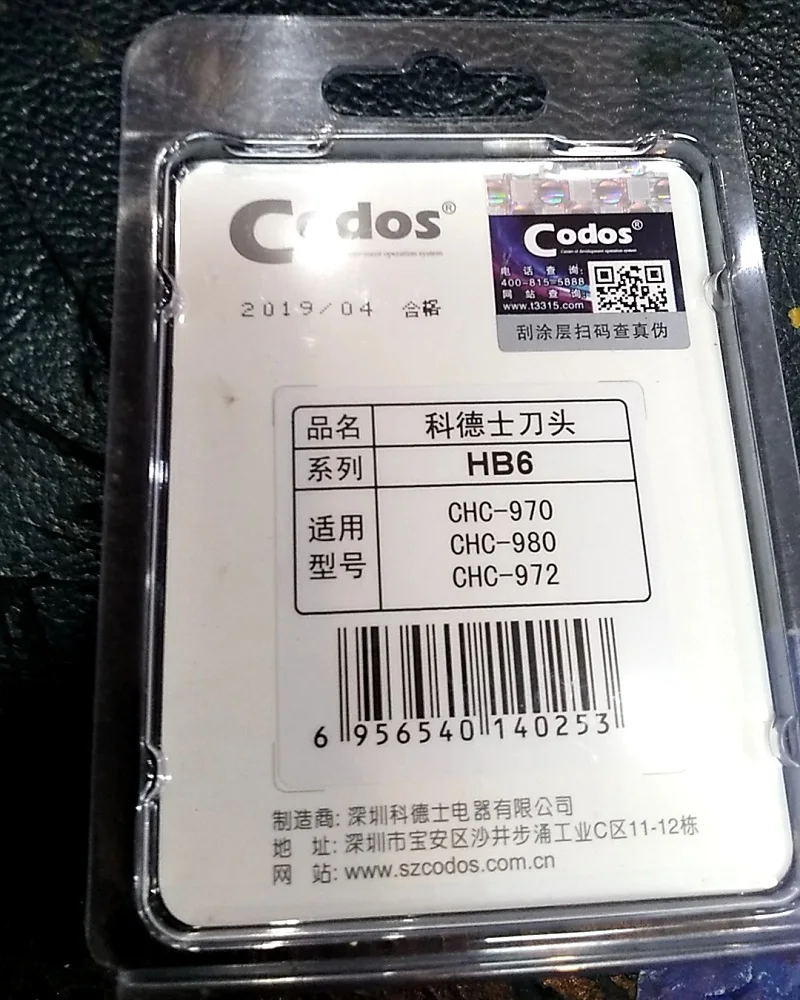 Codos®
operation system
2019/04 合格
Codos®
电话查询:
400-815-5888
网站查询:
www.t3315.com
刮涂层扫码查真伪
品名 科德士刀头
系列 HB6
适用型号
CHC-970
CHC-980
CHC-972
6 956540 140253
制造商: 深圳科德士电器有限公司
地 址: 深圳市宝安区沙井步涌工业C区11-12栋
网 站: www.szcodos.com.cn